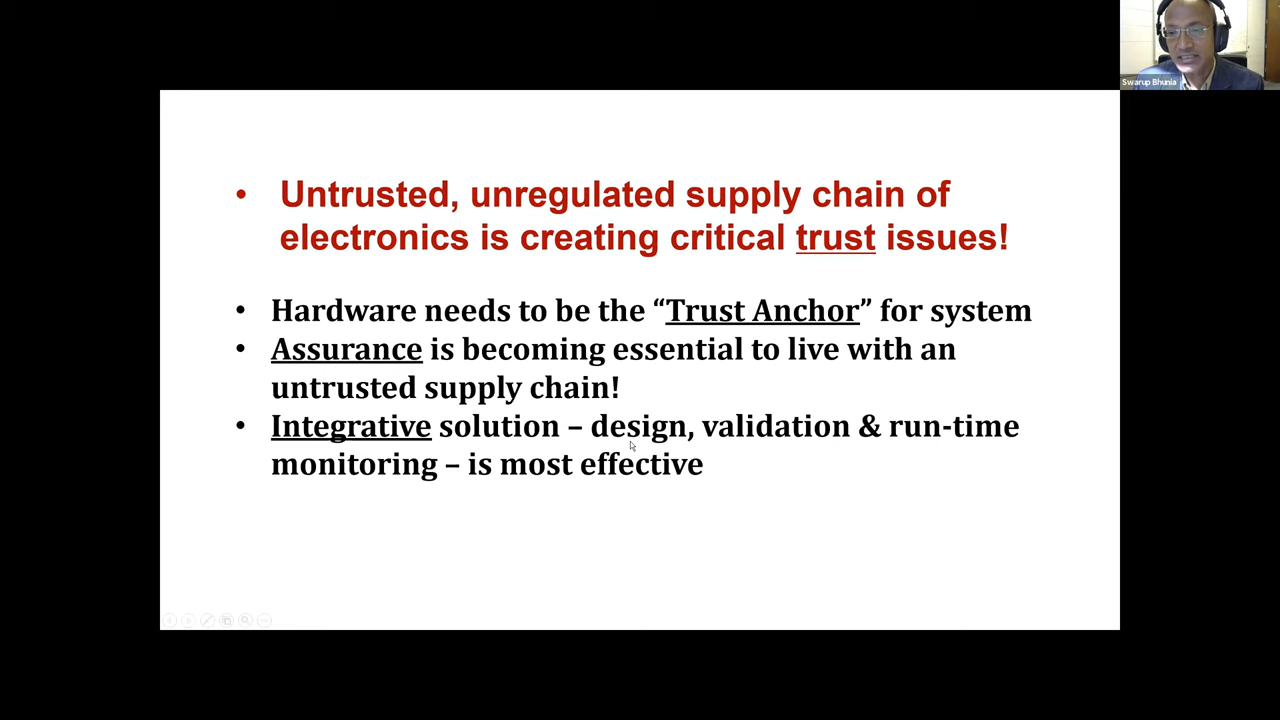 Swarup Bhunia
• Untrusted, unregulated supply chain of
electronics is creating critical trust issues!
• Hardware needs to be the “Trust Anchor” for system
• Assurance is becoming essential to live with an
untrusted supply chain!
• Integrative solution – design, validation & run-time
monitoring – is most effective